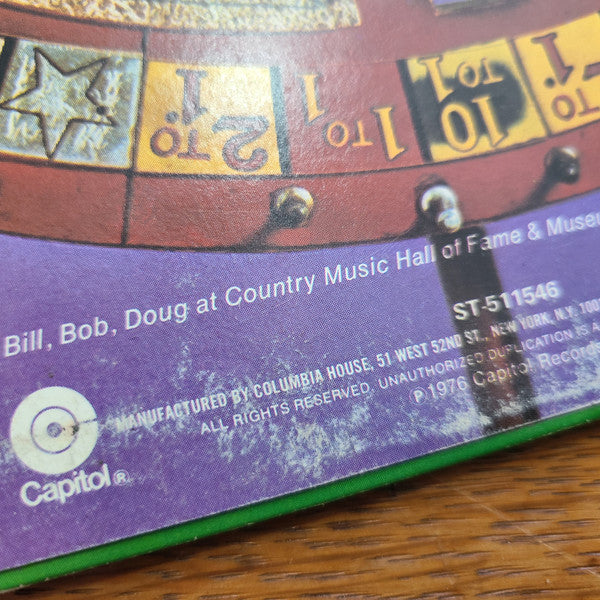 2 TO 1
1 TO 1
10 TO 1
TO 1
Bill, Bob, Doug at Country Music Hall of Fame &
ST-511546
MANUFACTURED BY COLUMBIA HOUSE, 51 WEST 52ND ST., NEW YORK, N.Y.
ALL RIGHTS RESERVED. UNAUTHORIZED DUPLICATION IS A
℗ 1976 Capitol Records
Capitol®